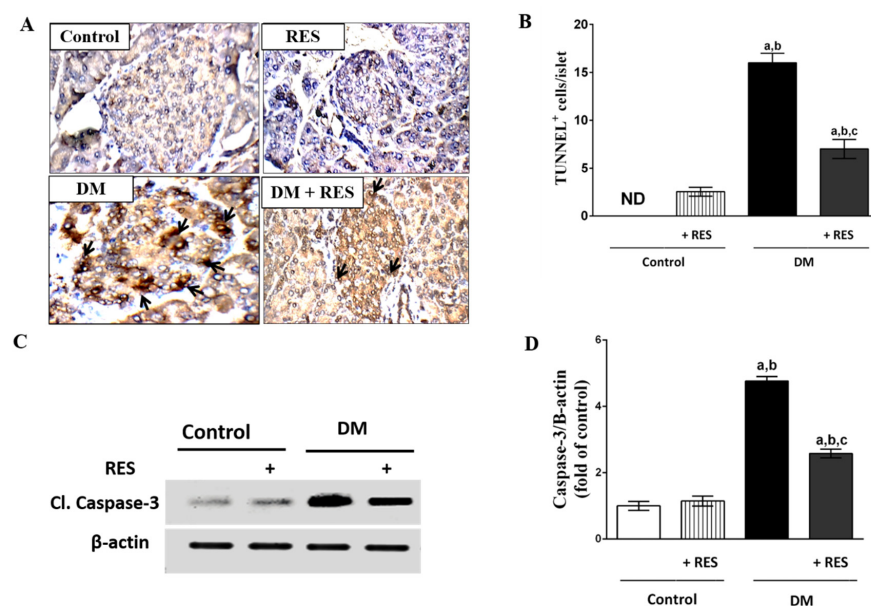 A
Control
RES
DM
DM + RES
B
TUNNEL⁺ cells/islet
20
15
10
5
0
ND
a,b
a,b,c
+ RES
+ RES
Control
DM
C
Control
DM
RES
+
+
Cl. Caspase-3
β-actin
D
Caspase-3/B-actin
(fold of control)
6
4
2
0
a,b
a,b,c
+ RES
+ RES
Control
DM